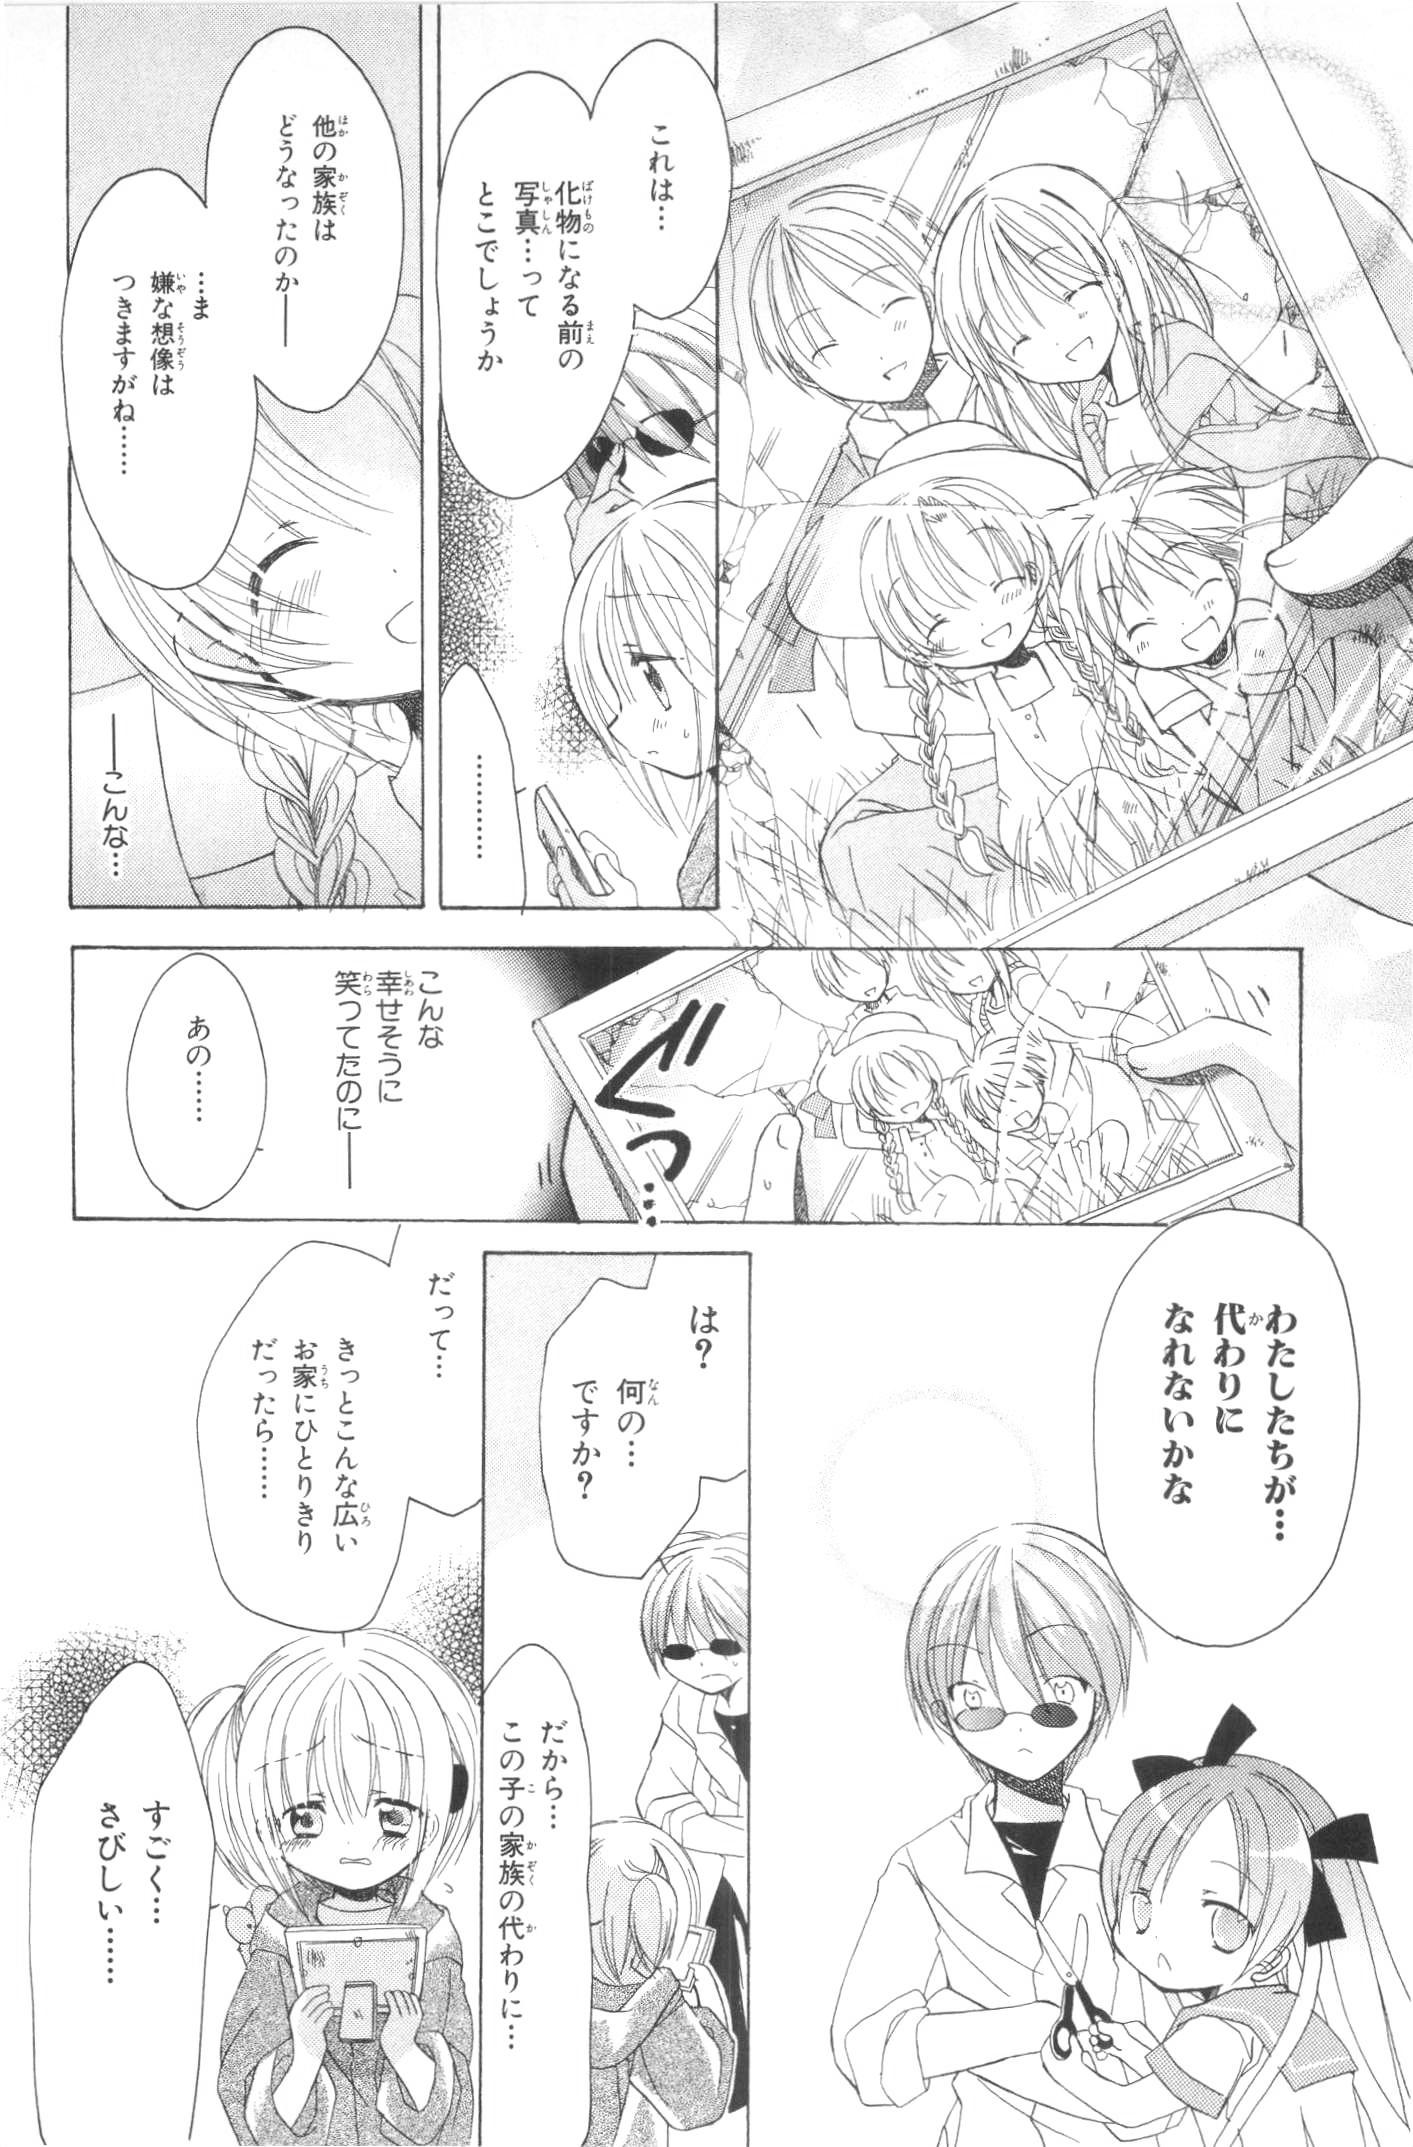 これは…
化物になる前の
写真…って
とこでしょうか
…………
他の家族は
どうなったのか――
…ま
嫌な想像は
つきますがね……
――こんな…
こんな
幸せそうに
笑ってたのに――
ぐっ…
あの……
わたしたちが…
代わりに
なれないかな
は？
何の…
ですか？
だから…
この子の家族の代わりに…
だって…
きっとこんな広い
お家にひとりきり
だったら……
すごく…
さびしい……